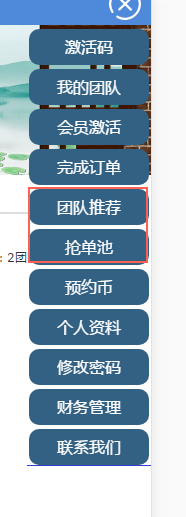 激活码
我的团队
会员激活
完成订单
团队推荐
抢单池
：2团
预约币
个人资料
修改密码
财务管理
联系我们